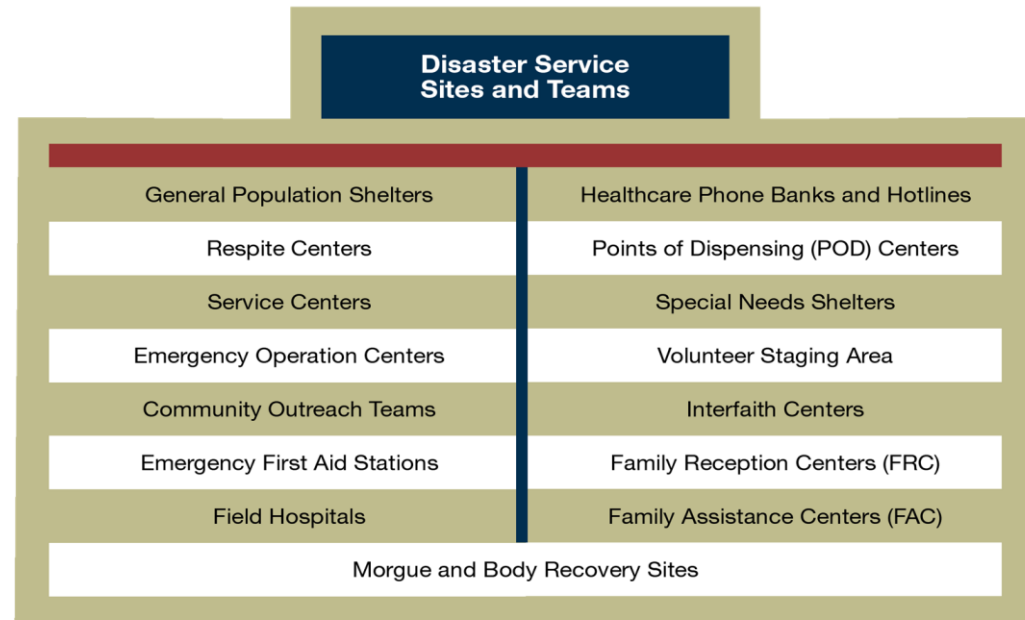 Disaster Service
Sites and Teams
General Population Shelters
Healthcare Phone Banks and Hotlines
Respite Centers
Points of Dispensing (POD) Centers
Service Centers
Special Needs Shelters
Emergency Operation Centers
Volunteer Staging Area
Community Outreach Teams
Interfaith Centers
Emergency First Aid Stations
Family Reception Centers (FRC)
Field Hospitals
Family Assistance Centers (FAC)
Morgue and Body Recovery Sites